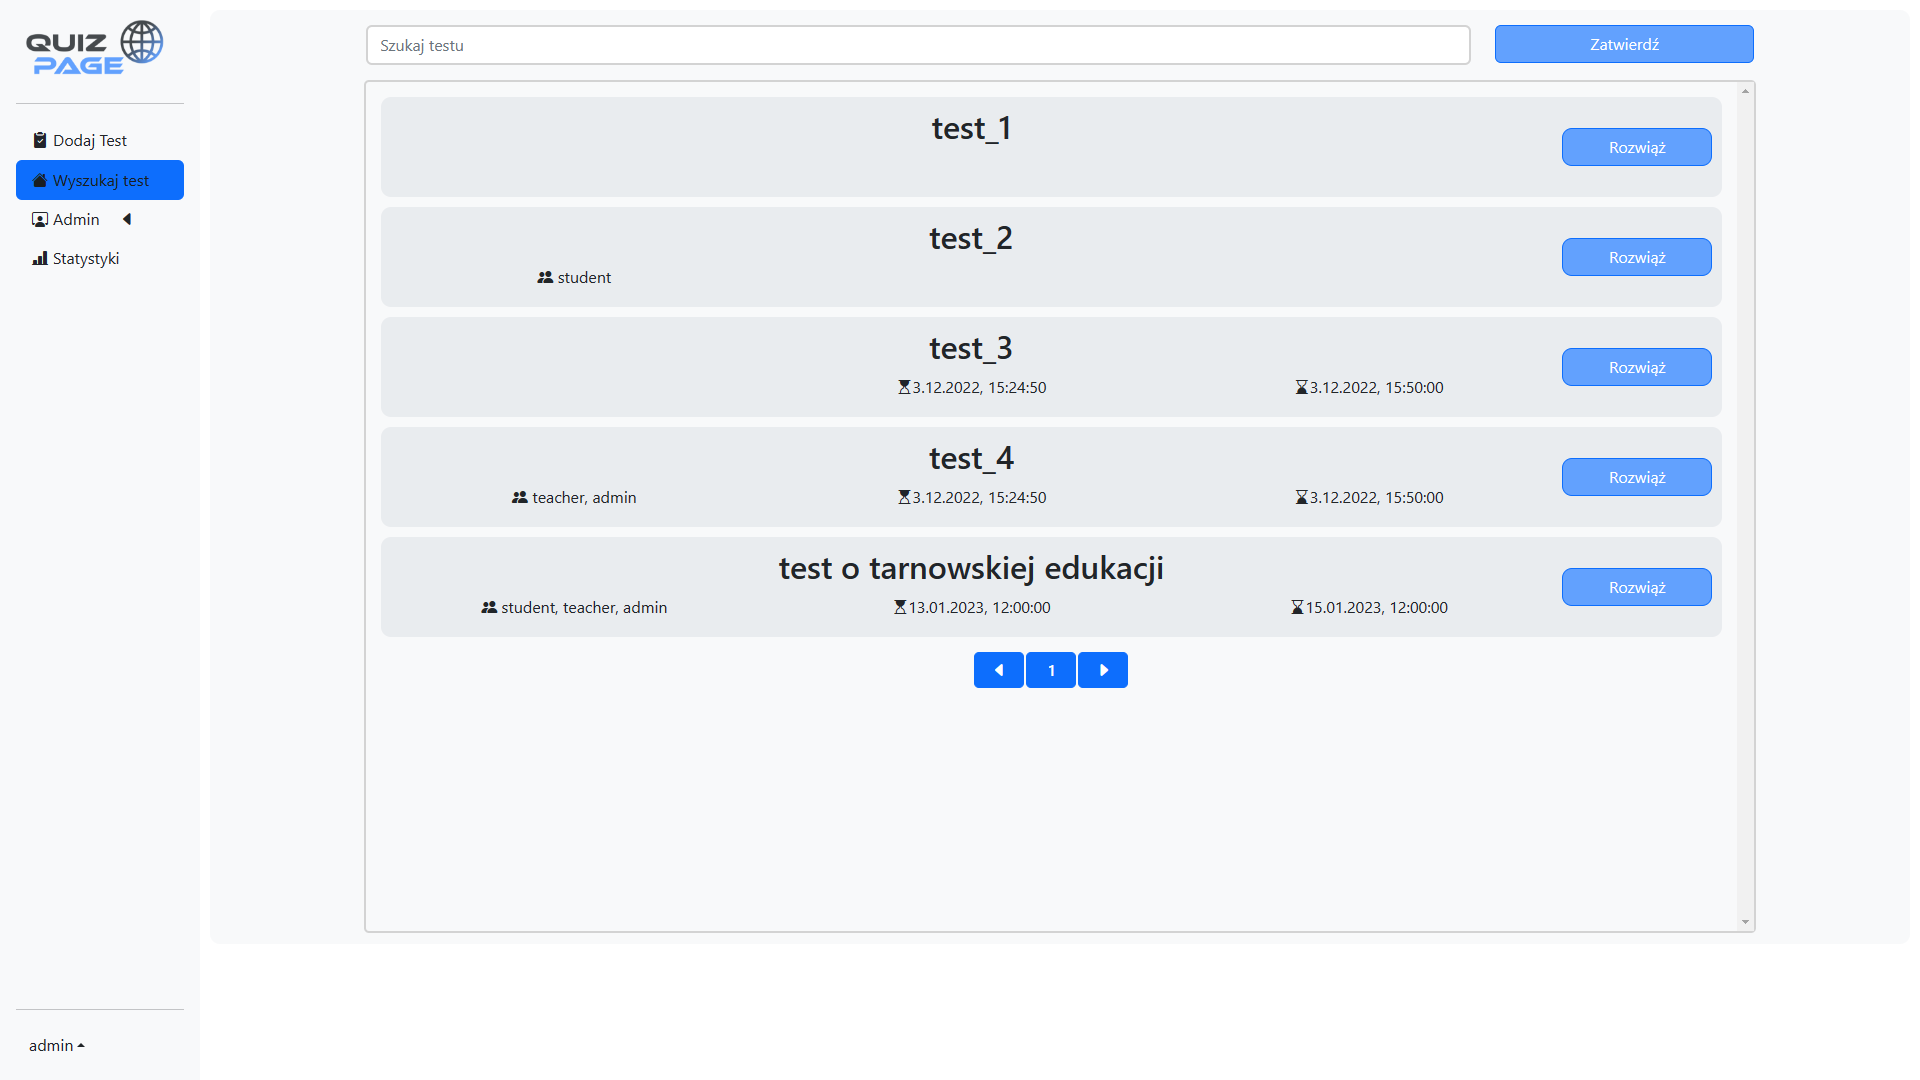 QUIZ
PAGE
Dodaj Test
Wyszukaj test
Admin
Statystyki
admin
Szukaj testu
Zatwierdź
test_1
Rozwiąż
test_2
student
Rozwiąż
test_3
3.12.2022, 15:24:50
3.12.2022, 15:50:00
Rozwiąż
test_4
teacher, admin
3.12.2022, 15:24:50
3.12.2022, 15:50:00
Rozwiąż
test o tarnowskiej edukacji
student, teacher, admin
13.01.2023, 12:00:00
15.01.2023, 12:00:00
Rozwiąż
1